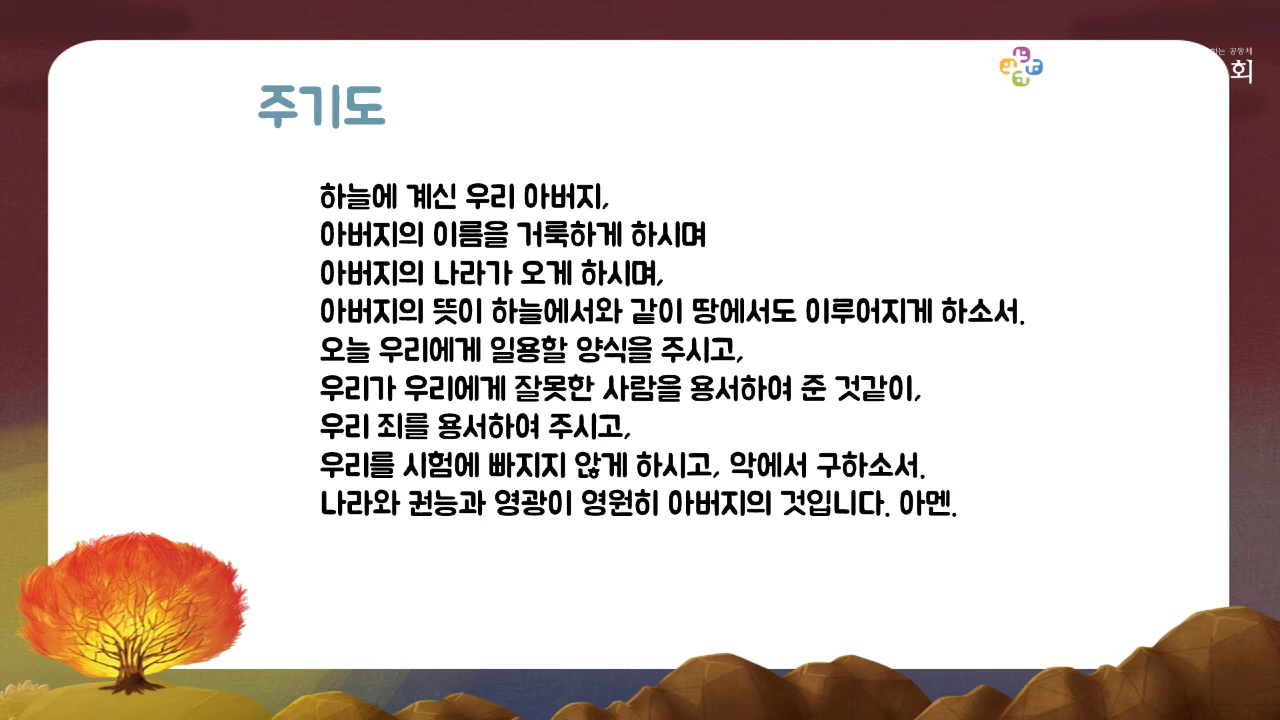 는 공동체
회
주기도
하늘에 계신 우리 아버지,
아버지의 이름을 거룩하게 하시며
아버지의 나라가 오게 하시며,
아버지의 뜻이 하늘에서와 같이 땅에서도 이루어지게 하소서.
오늘 우리에게 일용할 양식을 주시고,
우리가 우리에게 잘못한 사람을 용서하여 준 것같이,
우리 죄를 용서하여 주시고,
우리를 시험에 빠지지 않게 하시고, 악에서 구하소서.
나라와 권능과 영광이 영원히 아버지의 것입니다. 아멘.